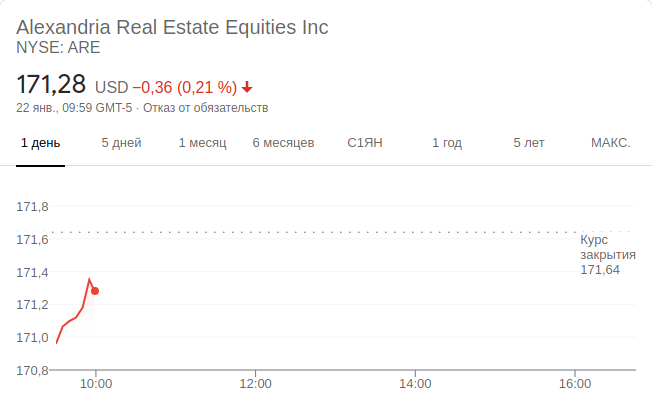 Alexandria Real Estate Equities Inc
NYSE: ARE
171,28 USD −0,36 (0,21 %)
22 янв., 09:59 GMT-5 · Отказ от обязательств
1 день 5 дней 1 месяц 6 месяцев С1ЯН 1 год 5 лет МАКС.
171,8
171,6
Курс
закрытия
171,64
171,4
171,2
171,0
170,8
10:00 12:00 14:00 16:00